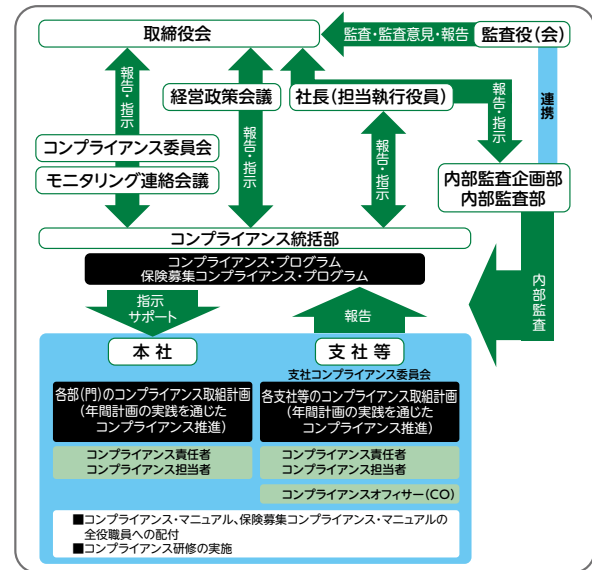 取締役会
監査・監査意見・報告
監査役(会)
報告・指示
経営政策会議
社長(担当執行役員)
報告・指示
連携
コンプライアンス委員会
モニタリング連絡会議
報告・指示
報告・指示
内部監査企画部
内部監査部
コンプライアンス統括部
コンプライアンス・プログラム
保険募集コンプライアンス・プログラム
内部監査
指示
サポート
報告
本社
支社等
支社コンプライアンス委員会
各部(門)のコンプライアンス取組計画
(年間計画の実践を通じた
コンプライアンス推進)
各支社等のコンプライアンス取組計画
(年間計画の実践を通じた
コンプライアンス推進)
コンプライアンス責任者
コンプライアンス担当者
コンプライアンス責任者
コンプライアンス担当者
コンプライアンスオフィサー(CO)
■コンプライアンス・マニュアル、保険募集コンプライアンス・マニュアルの
全役職員への配付
■コンプライアンス研修の実施